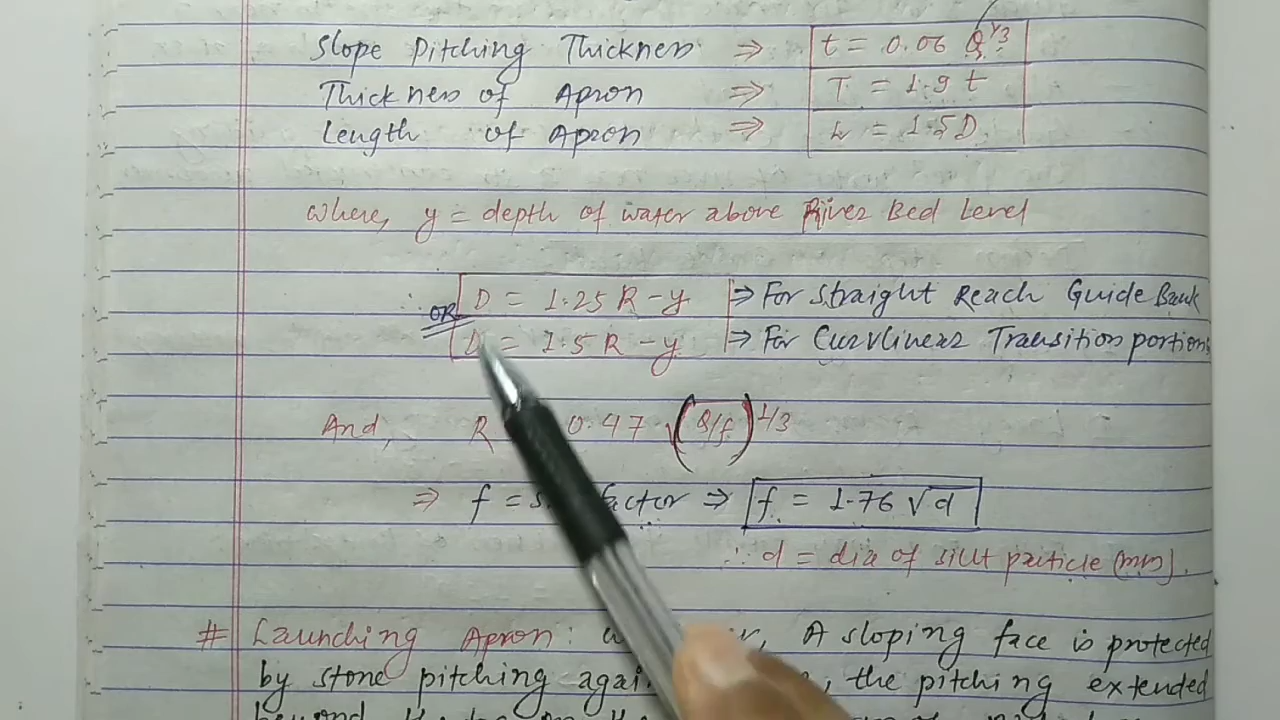 Slope Pitching Thickness ⇒ t = 0.06 Q^1/3
Thickness of Apron ⇒ T = 1.9 t
Length of Apron ⇒ L = 1.5D
Where, y = depth of water above River Bed Level
∴ D = 1.25 R - y ⇒ For Straight Reach Guide Bank
OR D = 1.5 R - y ⇒ For Curvlinear Transition portions
And, R 0.47 (Q/f)^1/3
⇒ f = factor ⇒ f = 1.76 √d
∴ d = dia of silt particle (mm).
# Launching Apron : A sloping face is protected
by stone pitching the pitching extended
beyond